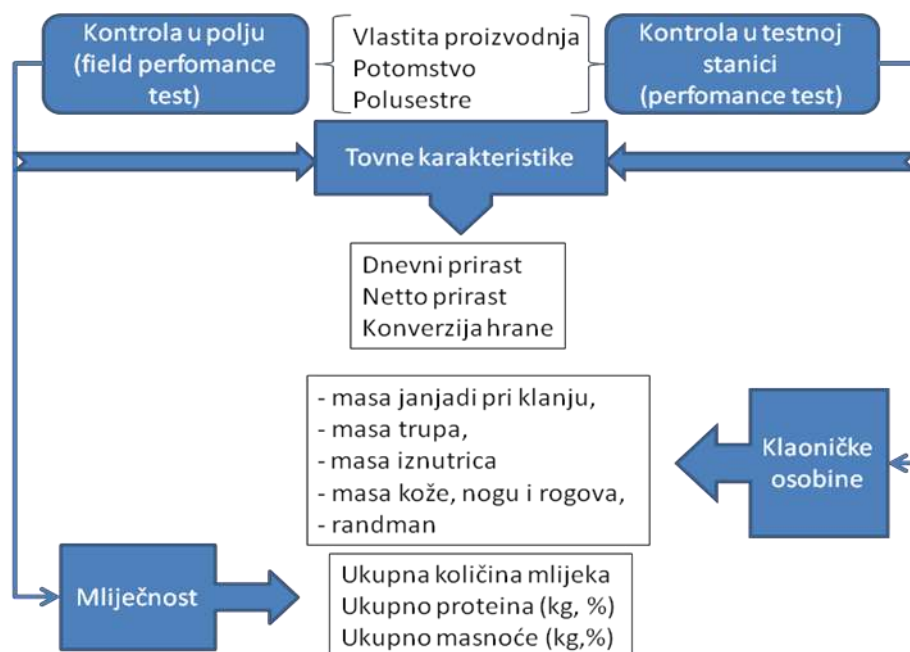 Kontrola u polju
(field perfomance
test)
Vlastita proizvodnja
Potomstvo
Polusestre
Kontrola u testnoj
stanici
(perfomance test)
Tovne karakteristike
Dnevni prirast
Netto prirast
Konverzija hrane
- masa janjadi pri klanju,
- masa trupa,
- masa iznutrica
- masa kože, nogu i rogova,
- randman
Klaoničke
osobine
Mliječnost
Ukupna količina mlijeka
Ukupno proteina (kg, %)
Ukupno masnoće (kg,%)